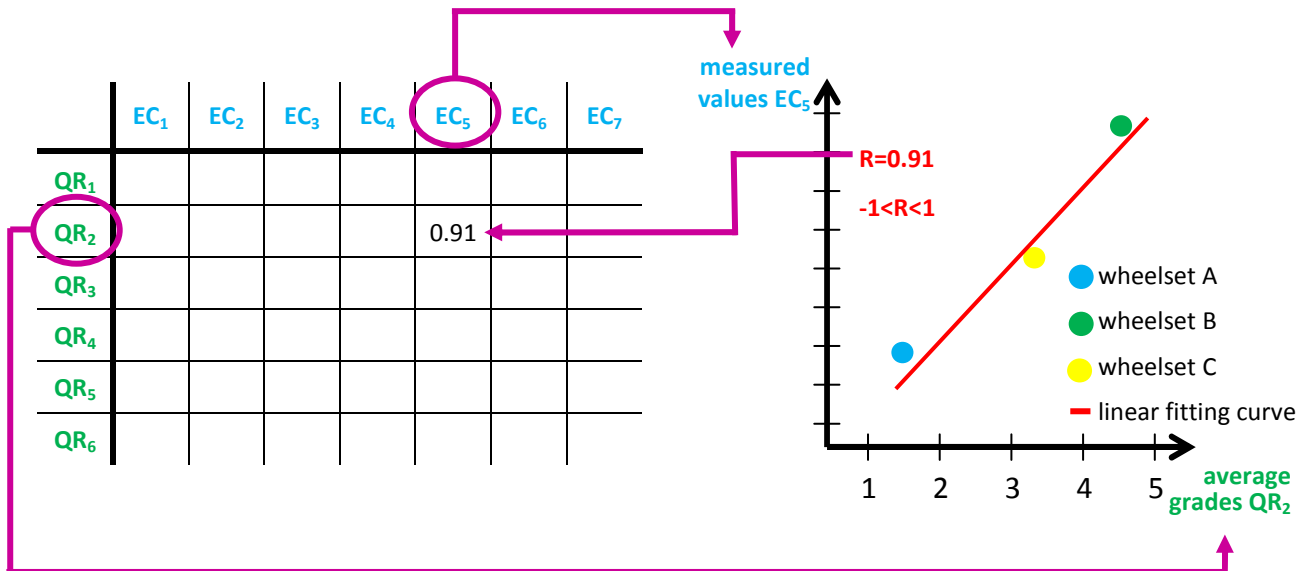 measured
values EC₅
EC₁ EC₂ EC₃ EC₄ EC₅ EC₆ EC₇
QR₁
QR₂ 0.91
QR₃
QR₄
QR₅
QR₆
R=0.91
-1<R<1
wheelset A
wheelset B
wheelset C
linear fitting curve
1 2 3 4 5
average
grades QR₂